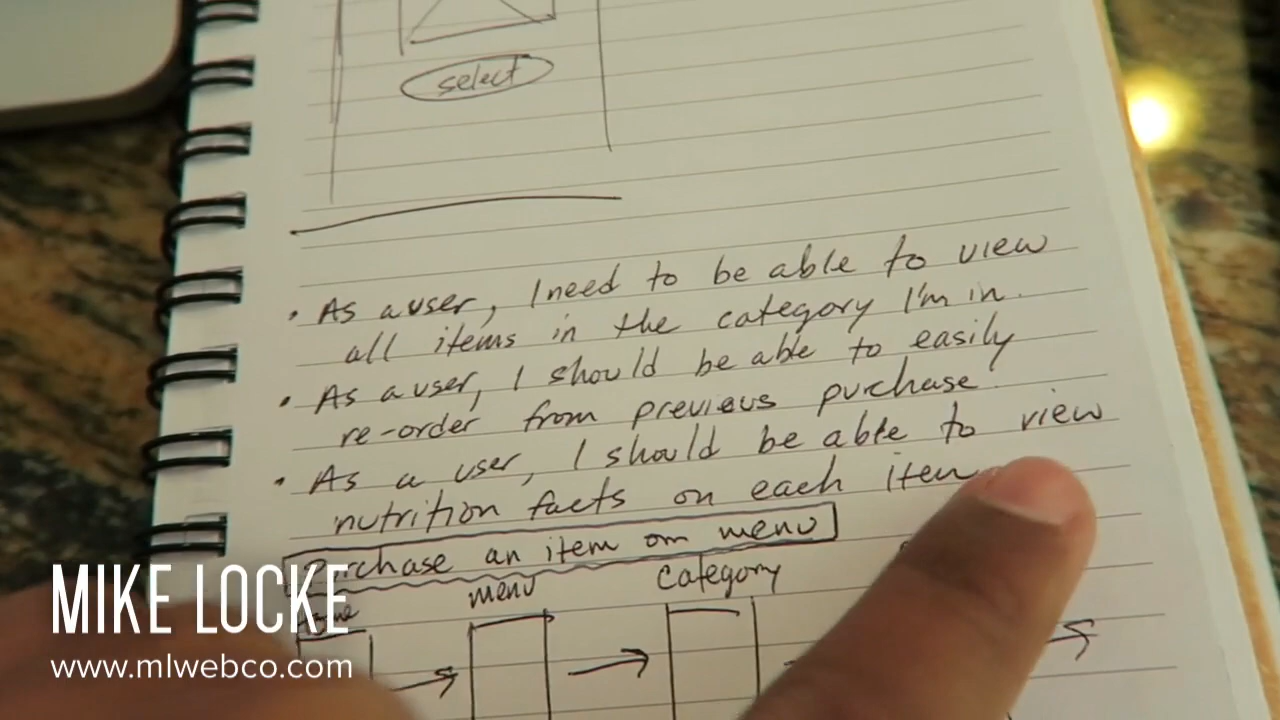 select
• As a user, I need to be able to view
all items in the category I'm in.
• As a user, I should be able to easily
re-order from previous purchase.
• As a user, I should be able to view
nutrition facts on each item
Purchase an item om menu
menu
category
MIKE LOCKE
www.mlwebco.com